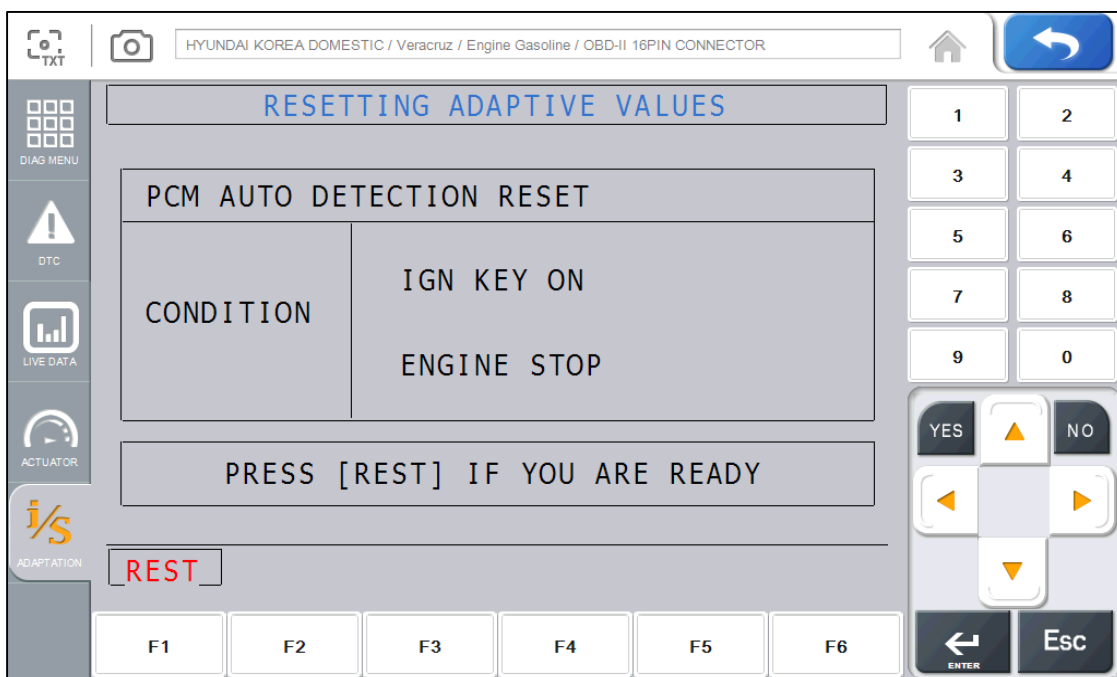 TXT
HYUNDAI KOREA DOMESTIC / Veracruz / Engine Gasoline / OBD-II 16PIN CONNECTOR
RESETTING ADAPTIVE VALUES
DIAG MENU
DTC
LIVE DATA
ACTUATOR
i/s
ADAPTATION
PCM AUTO DETECTION RESET
CONDITION
IGN KEY ON
ENGINE STOP
PRESS [REST] IF YOU ARE READY
REST
F1 F2 F3 F4 F5 F6
1 2
3 4
5 6
7 8
9 0
YES NO
ENTER
Esc